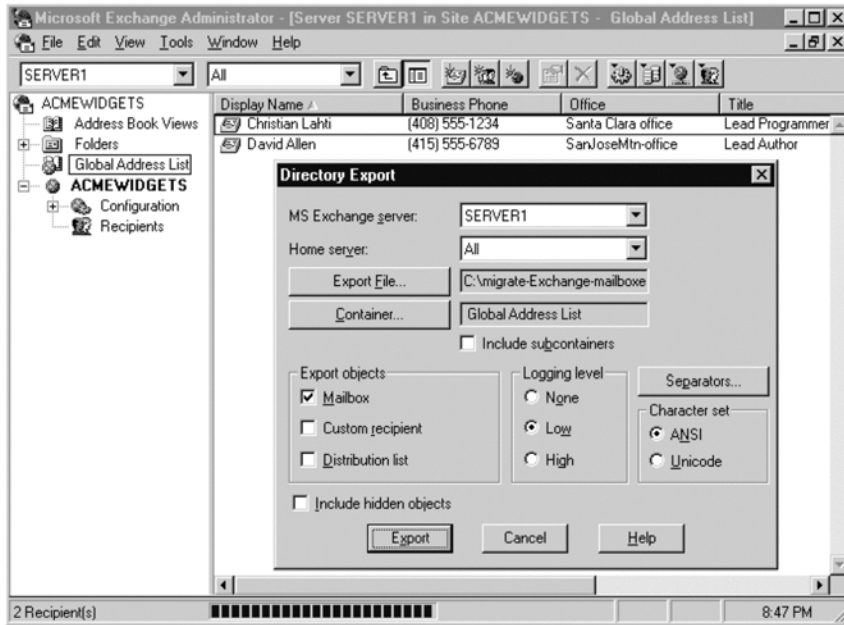 Microsoft Exchange Administrator - [Server SERVER1 in Site ACMEWIDGETS - Global Address List]
File Edit View Tools Window Help
SERVER1 All
ACMEWIDGETS
Address Book Views
Folders
Global Address List
ACMEWIDGETS
Configuration
Recipients
Display Name Business Phone Office Title
Christian Lahti (408) 555-1234 Santa Clara office Lead Programmer
David Allen (415) 555-6789 SanJoseMtn-office Lead Author
Directory Export
MS Exchange server: SERVER1
Home server: All
Export File... C:\migrate-Exchange-mailboxe
Container... Global Address List
Include subcontainers
Export objects
Mailbox
Custom recipient
Distribution list
Logging level
None
Low
High
Separators...
Character set
ANSI
Unicode
Include hidden objects
Export Cancel Help
2 Recipient(s) 8:47 PM